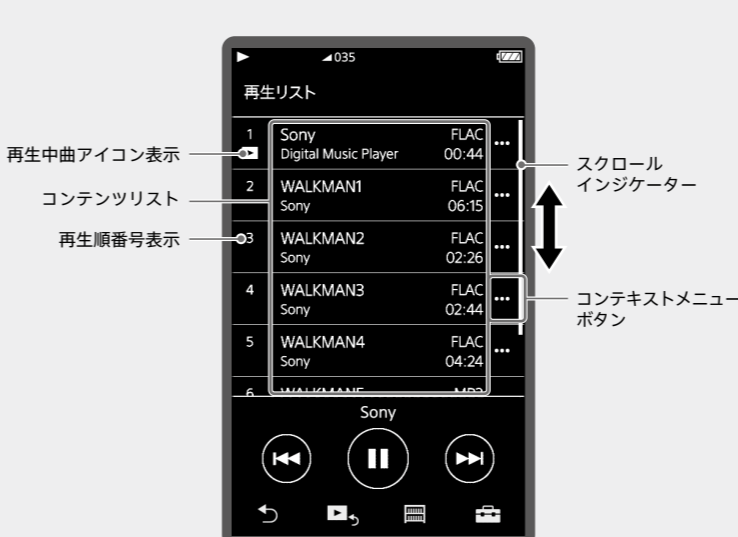 035
再生リスト
1 Sony FLAC
Digital Music Player 00:44
2 WALKMAN1 FLAC
Sony 06:15
3 WALKMAN2 FLAC
Sony 02:26
4 WALKMAN3 FLAC
Sony 02:44
5 WALKMAN4 FLAC
Sony 04:24
6 WALKMAN5 MP3
Sony
再生中曲アイコン表示
コンテンツリスト
再生順番号表示
スクロール
インジケーター
コンテキストメニュー
ボタン